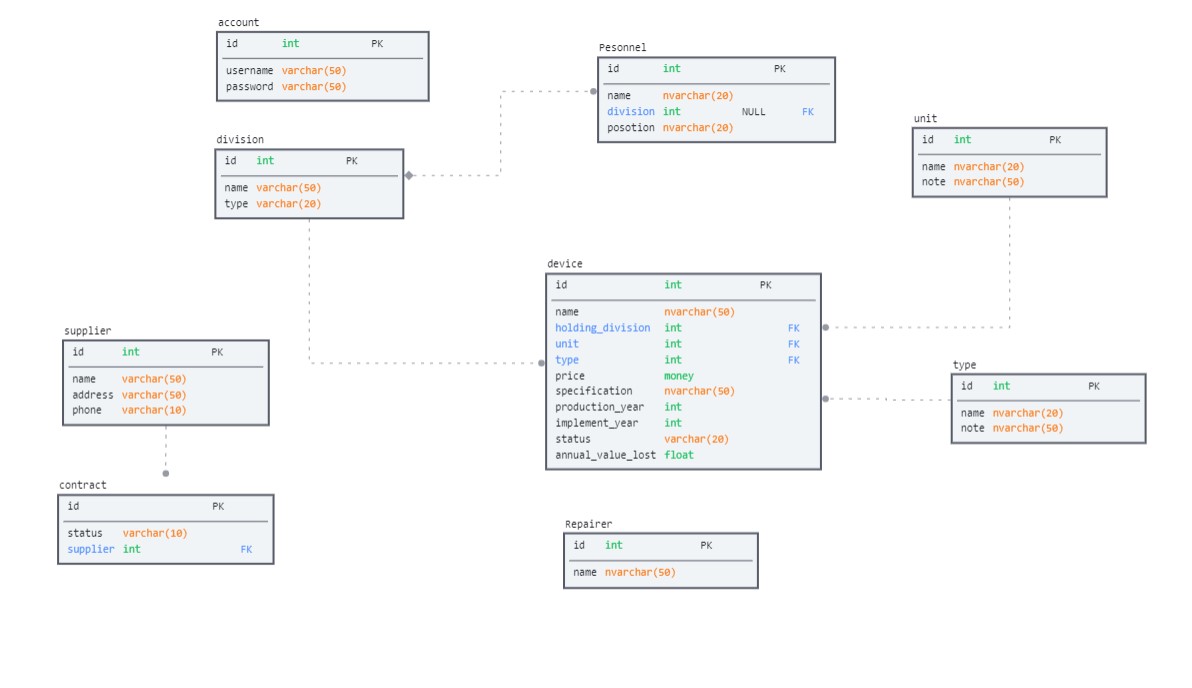 account
id int PK
username varchar(50)
password varchar(50)
Pesonnel
id int PK
name nvarchar(20)
division int NULL FK
posotion nvarchar(20)
division
id int PK
name varchar(50)
type varchar(20)
unit
id int PK
name nvarchar(20)
note nvarchar(50)
device
id int PK
name nvarchar(50)
holding_division int FK
unit int FK
type int FK
price money
specification nvarchar(50)
production_year int
implement_year int
status varchar(20)
annual_value_lost float
supplier
id int PK
name varchar(50)
address varchar(50)
phone varchar(10)
type
id int PK
name nvarchar(20)
note nvarchar(50)
contract
id PK
status varchar(10)
supplier int FK
Repairer
id int PK
name nvarchar(50)